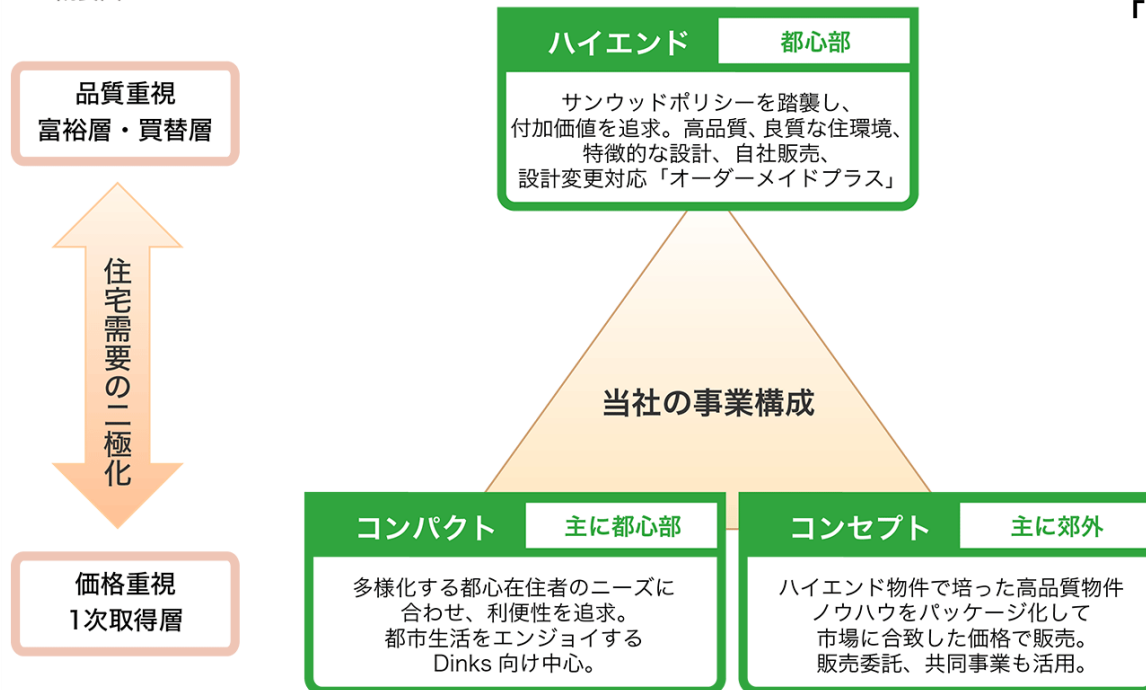 品質重視
富裕層・買替層
住宅需要の二極化
価格重視
1次取得層
ハイエンド
都心部
サンウッドポリシーを踏襲し、
付加価値を追求。高品質、良質な住環境、
特徴的な設計、自社販売、
設計変更対応「オーダーメイドプラス」
当社の事業構成
コンパクト
主に都心部
多様化する都心在住者のニーズに
合わせ、利便性を追求。
都市生活をエンジョイする
Dinks 向け中心。
コンセプト
主に郊外
ハイエンド物件で培った高品質物件
ノウハウをパッケージ化して
市場に合致した価格で販売。
販売委託、共同事業も活用。
「